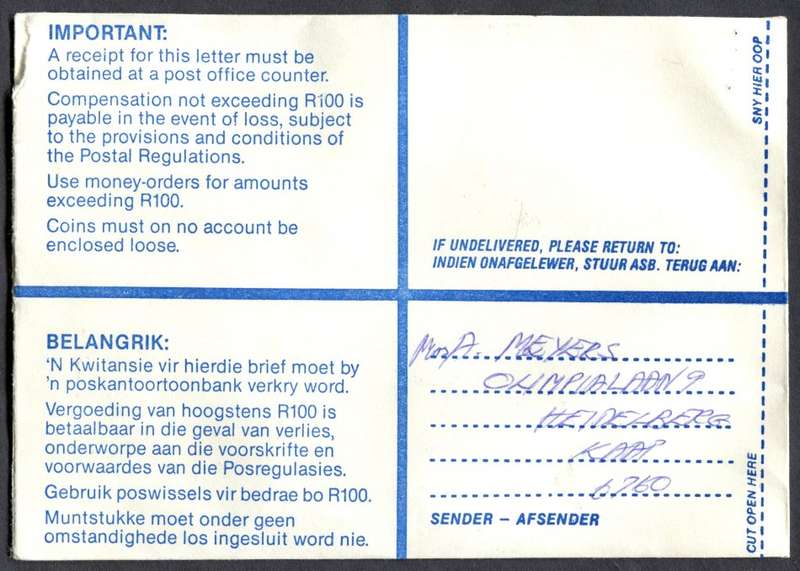 IMPORTANT:
A receipt for this letter must be
obtained at a post office counter.
Compensation not exceeding R100 is
payable in the event of loss, subject
to the provisions and conditions of
the Postal Regulations.
Use money-orders for amounts
exceeding R100.
Coins must on no account be
enclosed loose.
SNY HIER OOP
IF UNDELIVERED, PLEASE RETURN TO:
INDIEN ONAFGELEWER, STUUR ASB. TERUG AAN:
BELANGRIK:
'N Kwitansie vir hierdie brief moet by
'n poskantoortoonbank verkry word.
Vergoeding van hoogstens R100 is
betaalbaar in die geval van verlies,
onderworpe aan die voorskrifte en
voorwaardes van die Posregulasies.
Gebruik poswissels vir bedrae bo R100.
Muntstukke moet onder geen
omstandighede los ingesluit word nie.
Mrs A. MEYERS
OLIMPIALAAN 9
HEIDELBERG
KAAP
6760
SENDER – AFSENDER
CUT OPEN HERE